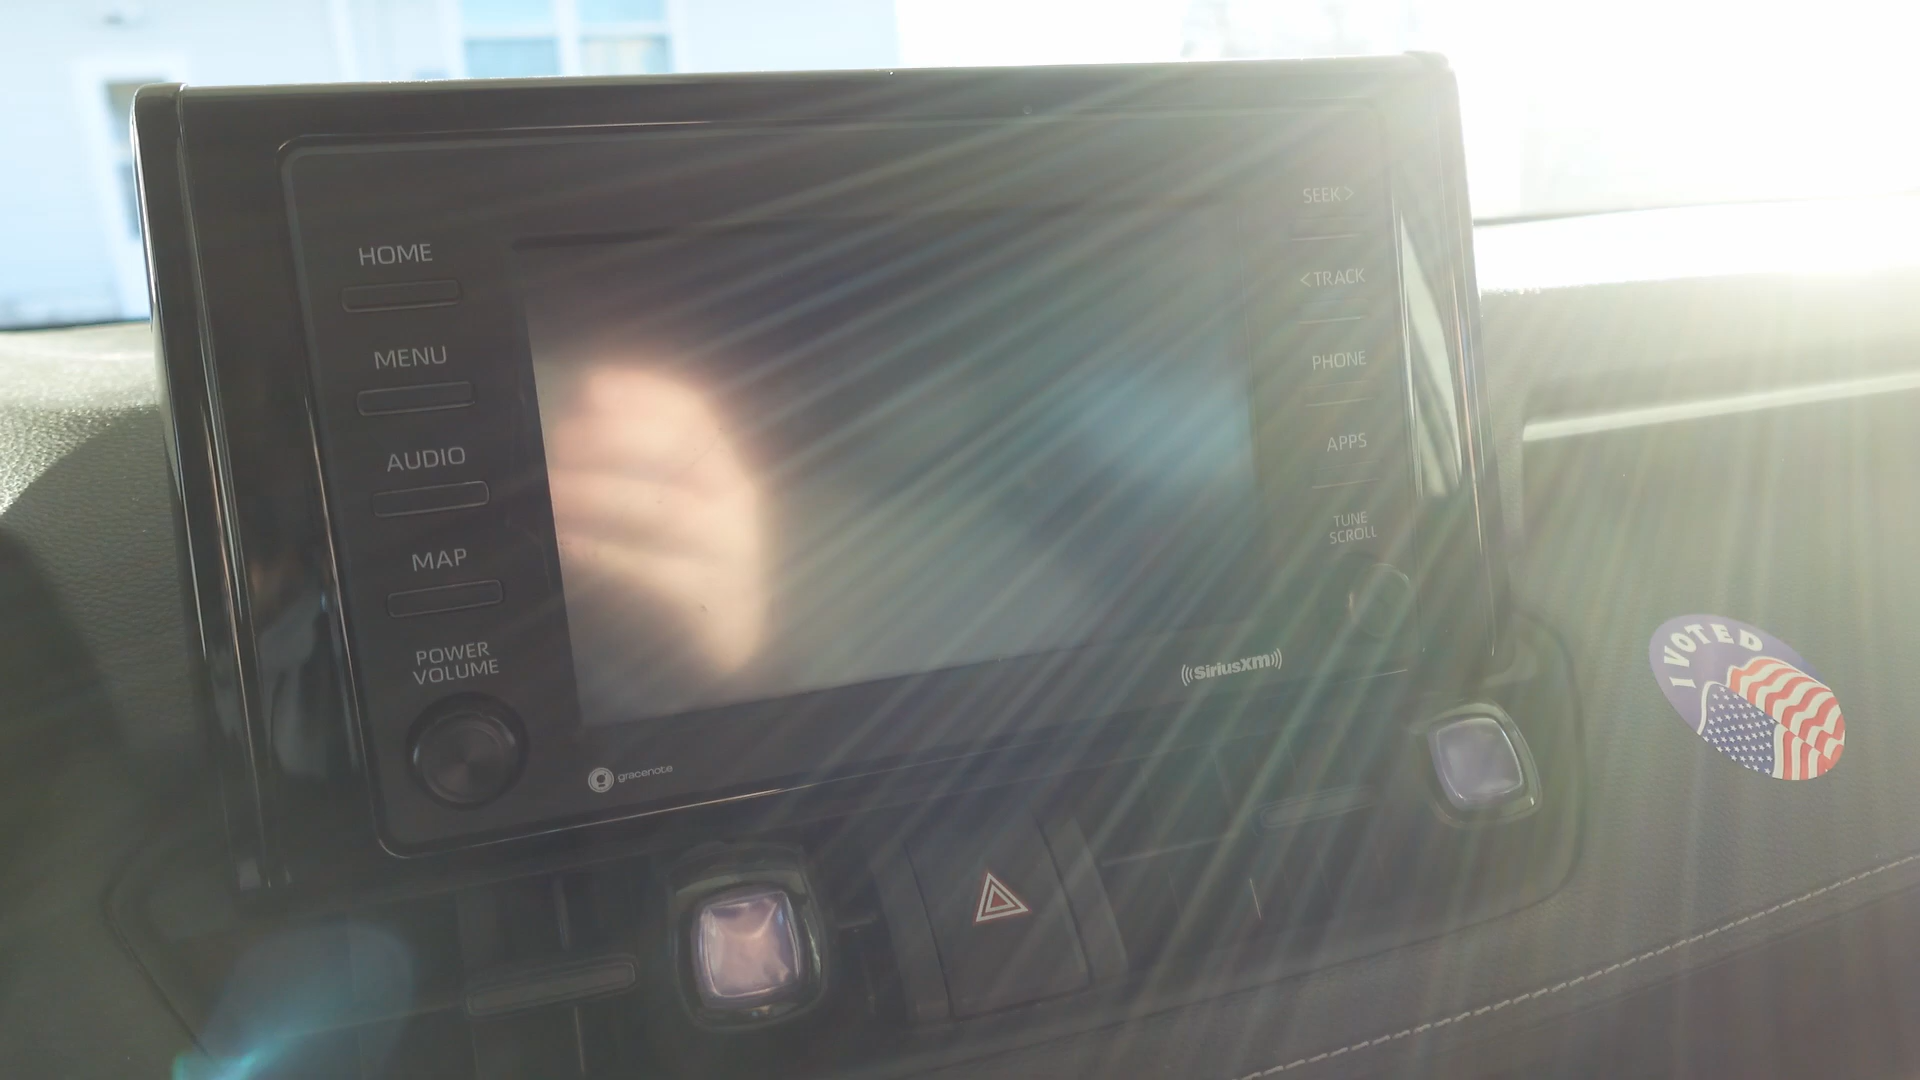 HOME
MENU
AUDIO
MAP
POWER
VOLUME
gracenote
SEEK>
<TRACK
PHONE
APPS
TUNE
SCROLL
SiriusXM
I VOTED